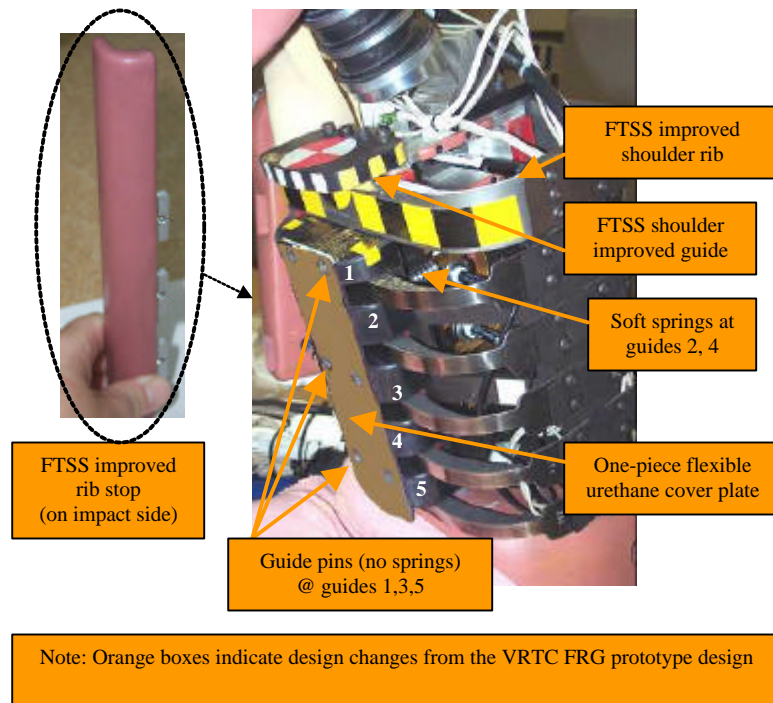 FTSS improved
shoulder rib
FTSS shoulder
improved guide
1
2
3
4
5
Soft springs at
guides 2, 4
FTSS improved
rib stop
(on impact side)
One-piece flexible
urethane cover plate
Guide pins (no springs)
@ guides 1,3,5
Note: Orange boxes indicate design changes from the VRTC FRG prototype design